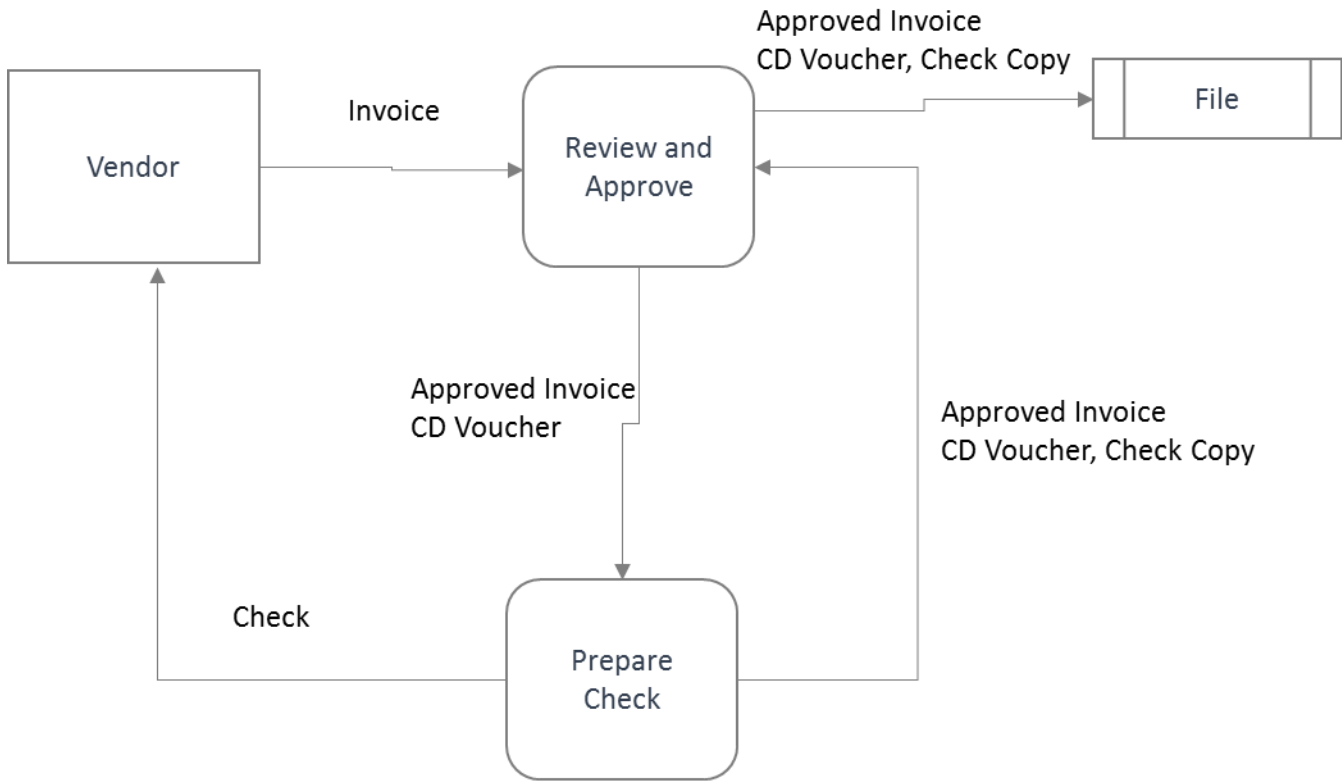 Approved Invoice
CD Voucher, Check Copy
File
Invoice
Vendor
Review and
Approve
Approved Invoice
CD Voucher
Approved Invoice
CD Voucher, Check Copy
Check
Prepare
Check